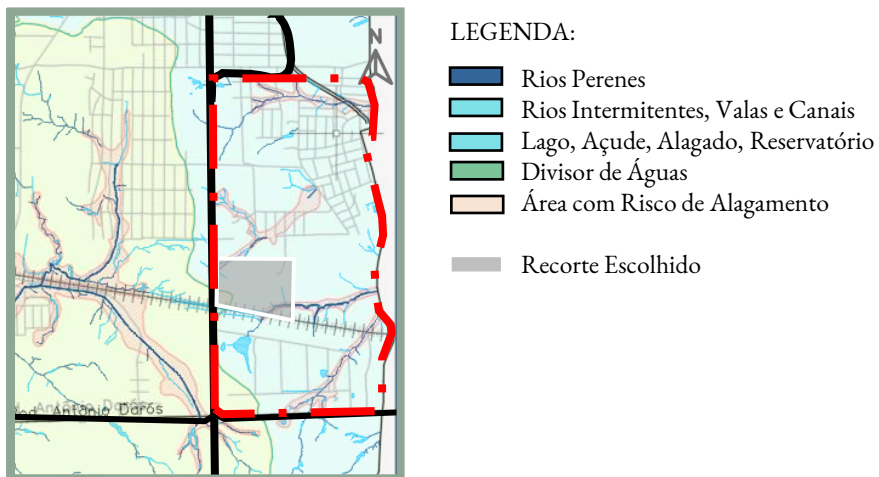 N
Rod. Antônio Darós
LEGENDA:
Rios Perenes
Rios Intermitentes, Valas e Canais
Lago, Açude, Alagado, Reservatório
Divisor de Águas
Área com Risco de Alagamento
Recorte Escolhido